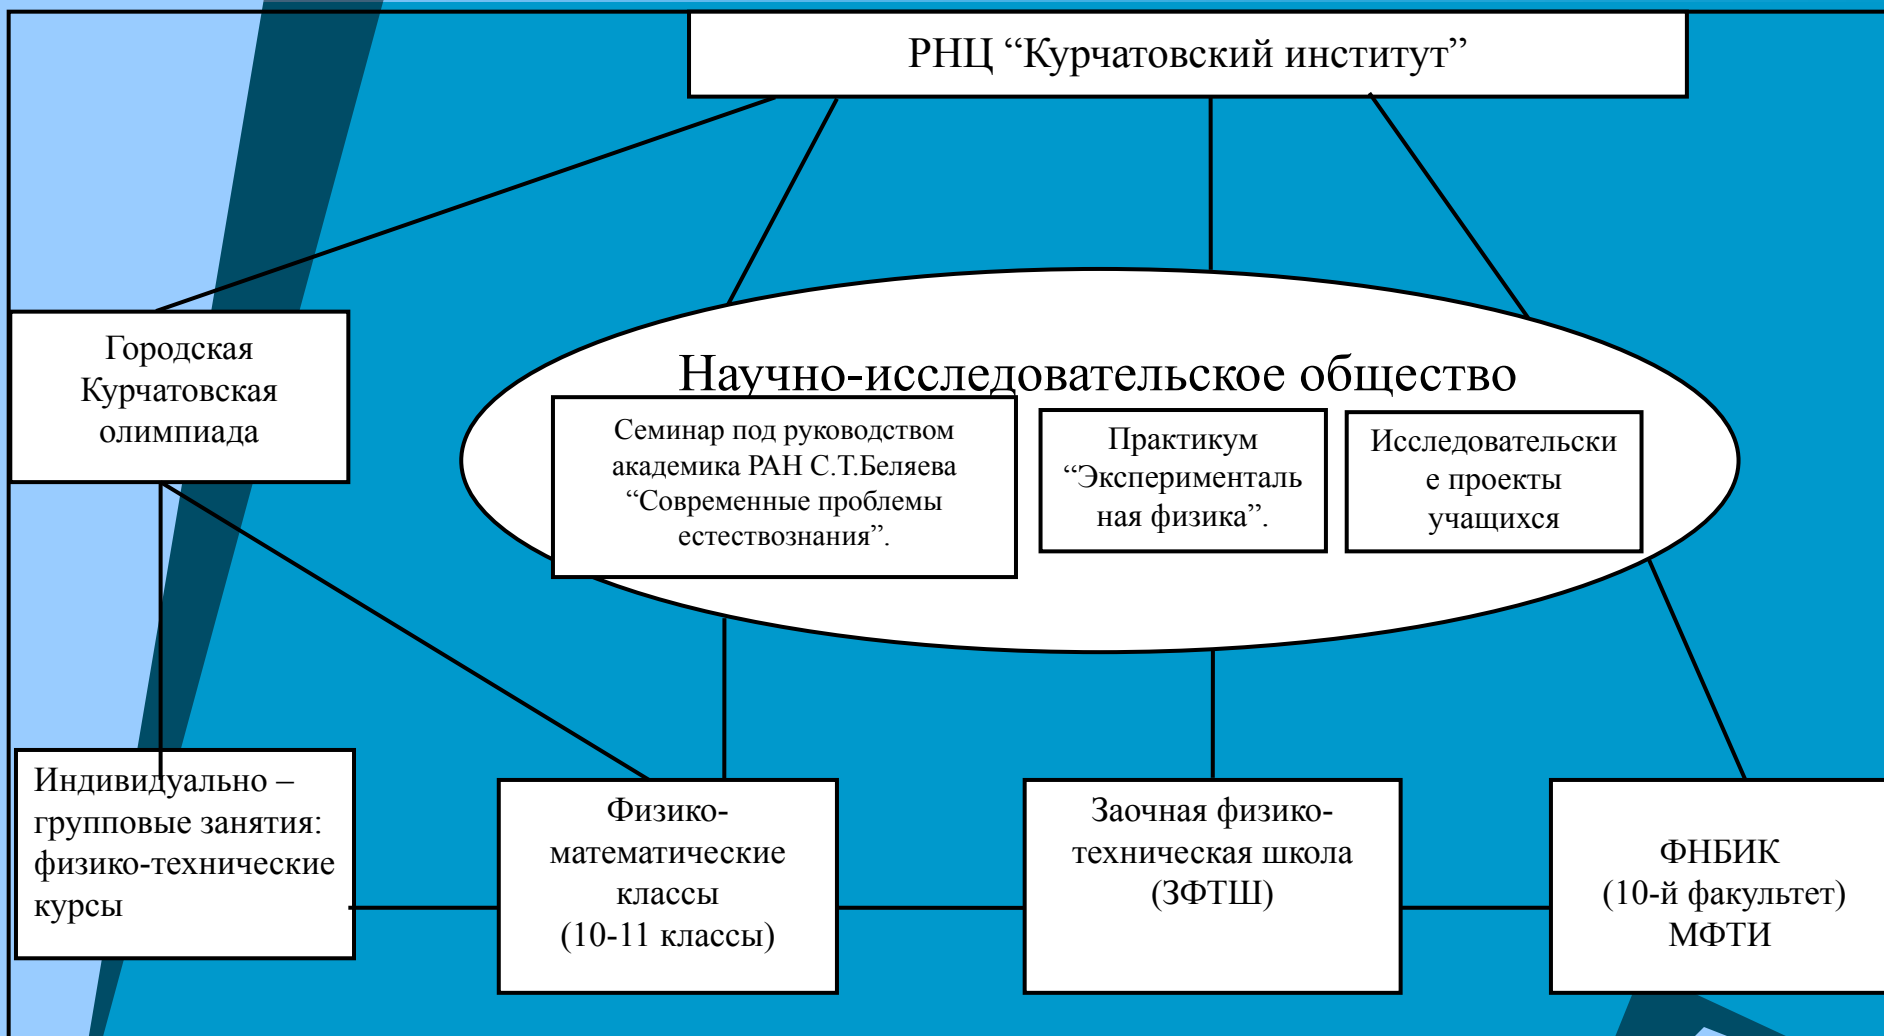 РНЦ “Курчатовский институт”
Городская
Курчатовская
олимпиада
Научно-исследовательское общество
Семинар под руководством
академика РАН С.Т.Беляева
“Современные проблемы
естествознания”.
Практикум
“Эксперименталь
ная физика”.
Исследовательски
е проекты
учащихся
Индивидуально –
групповые занятия:
физико-технические
курсы
Физико-
математические
классы
(10-11 классы)
Заочная физико-
техническая школа
(ЗФТШ)
ФНБИК
(10-й факультет)
МФТИ